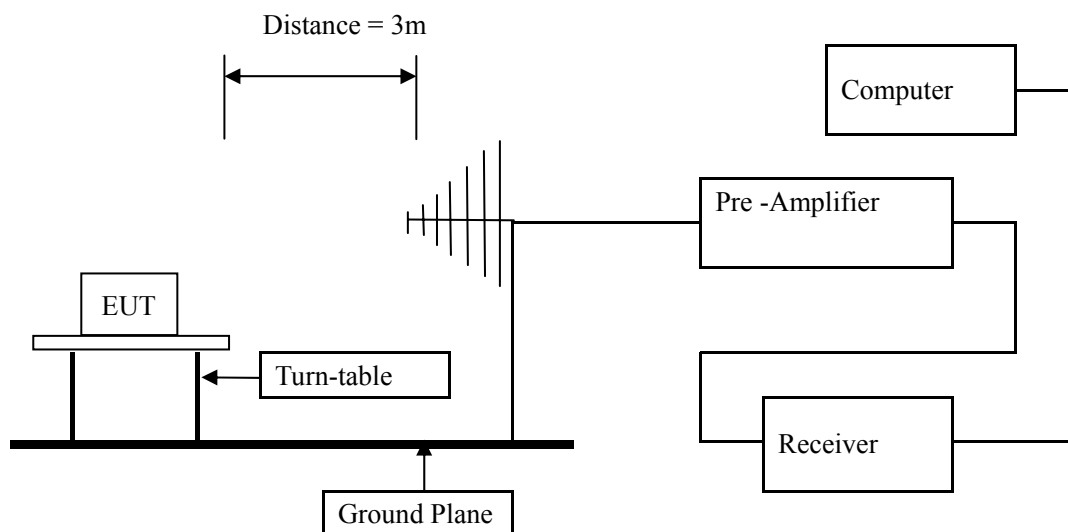 Distance = 3m
Computer
Pre -Amplifier
EUT
Turn-table
Receiver
Ground Plane